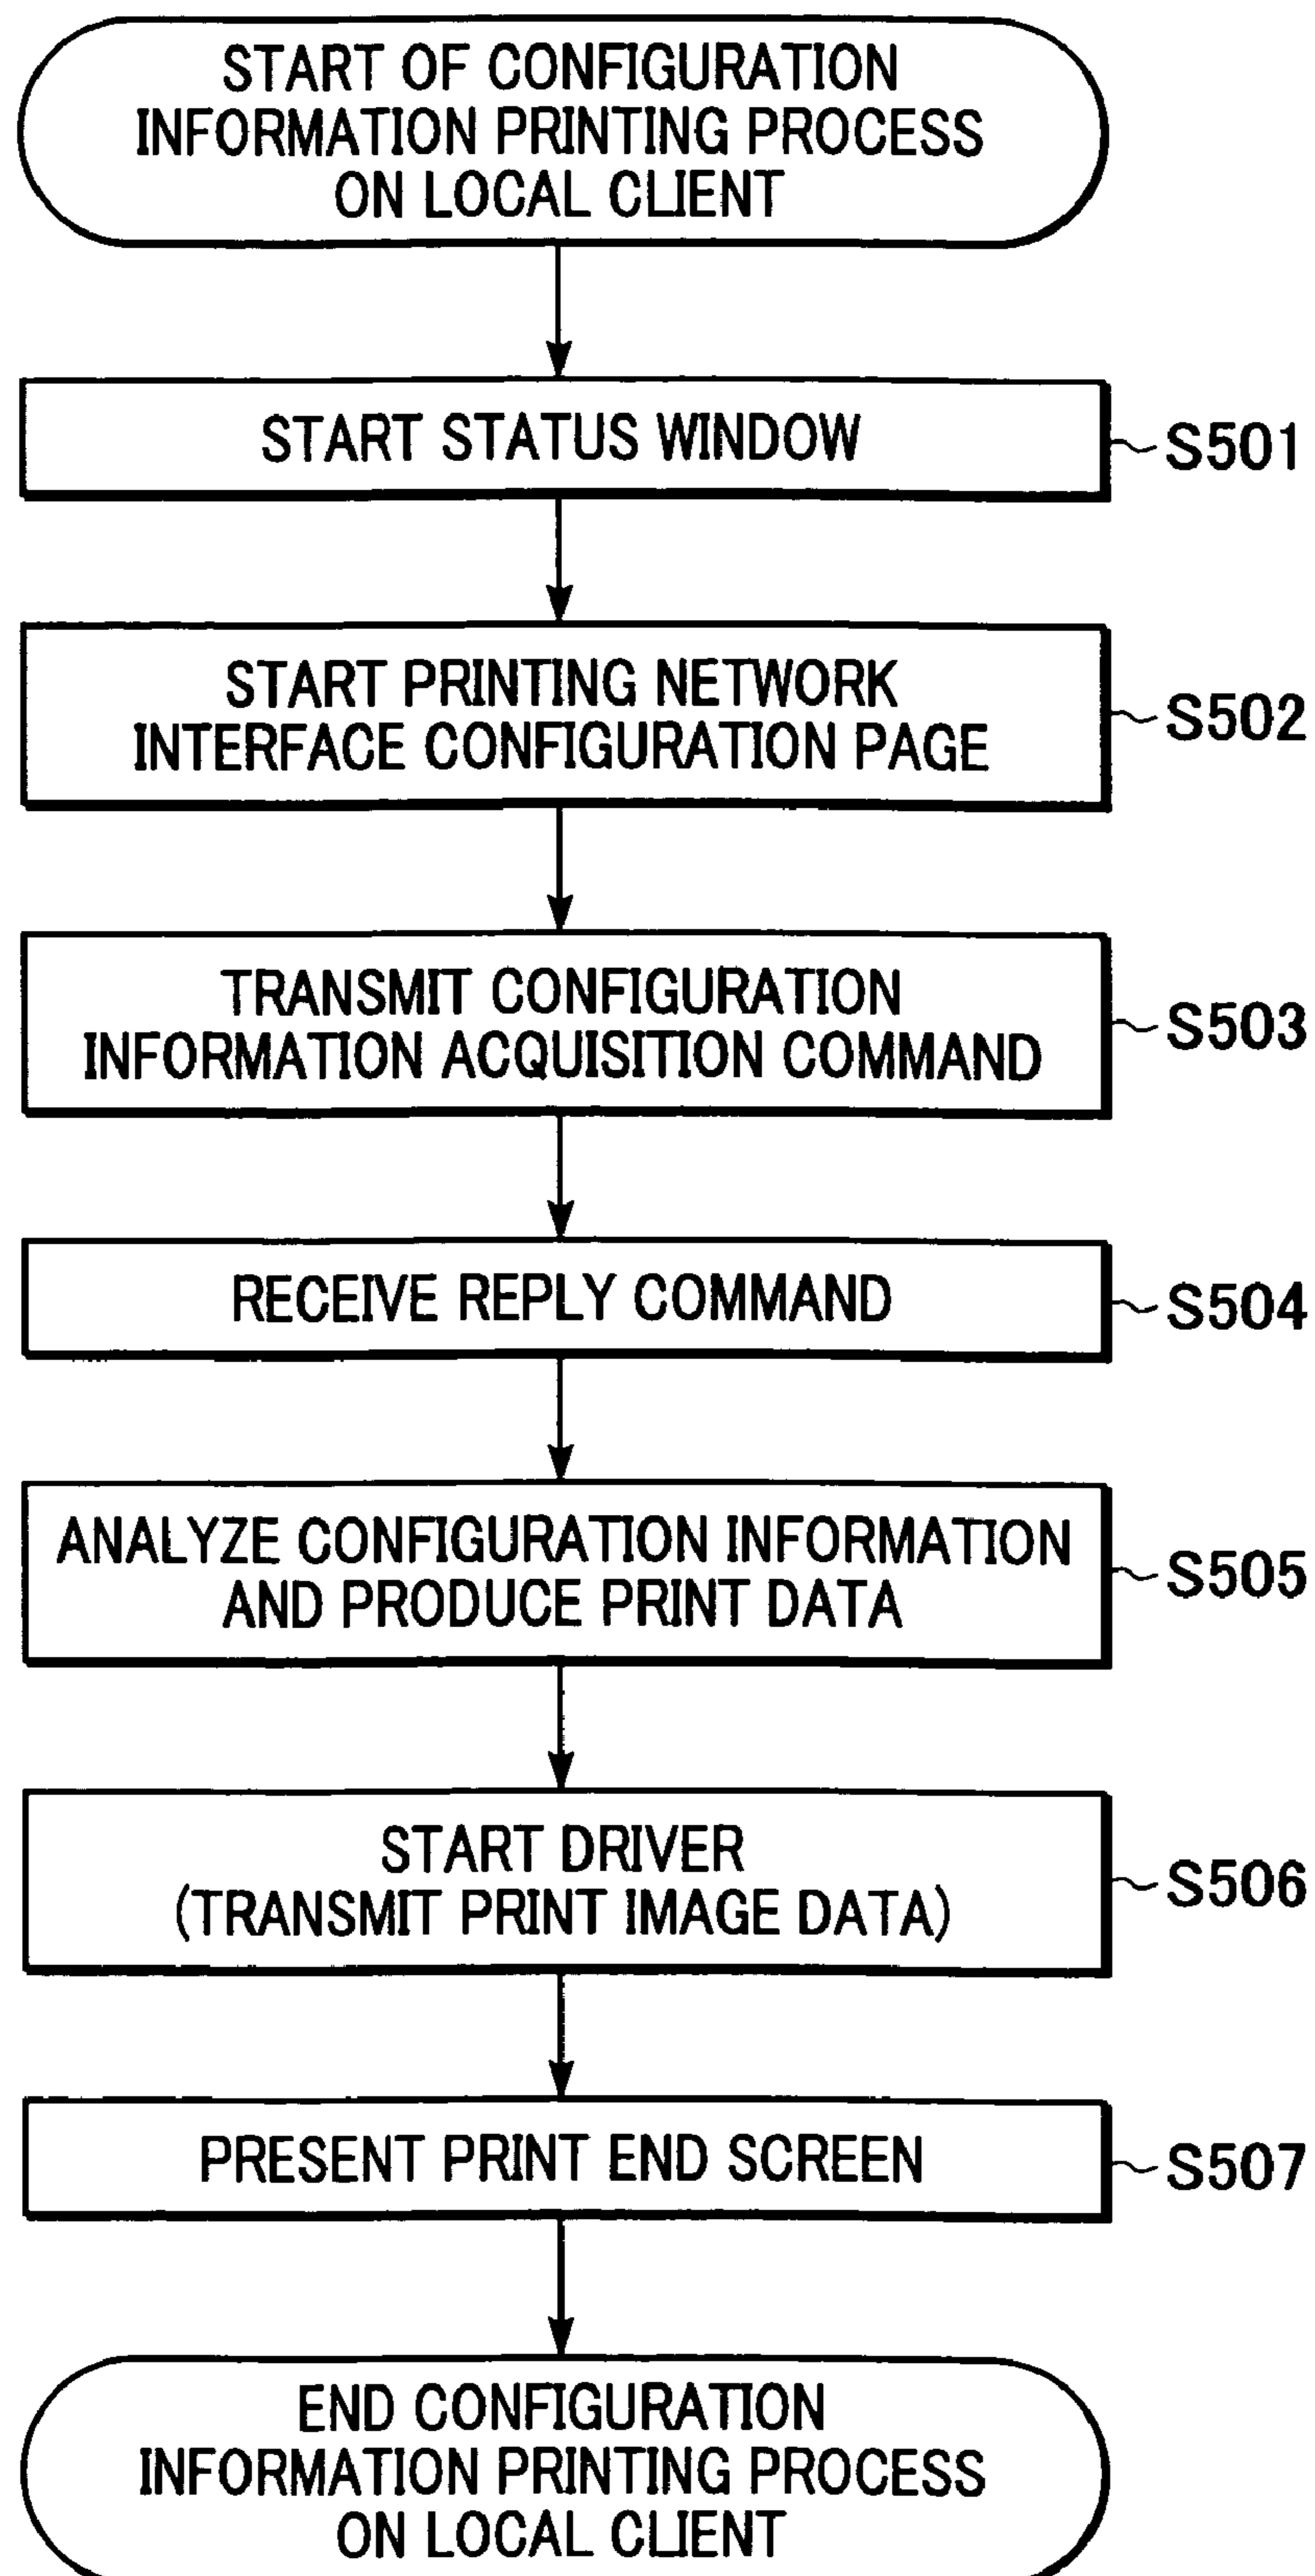 START OF CONFIGURATION
INFORMATION PRINTING PROCESS
ON LOCAL CLIENT
START STATUS WINDOW
S501
START PRINTING NETWORK
INTERFACE CONFIGURATION PAGE
S502
TRANSMIT CONFIGURATION
INFORMATION ACQUISITION COMMAND
S503
RECEIVE REPLY COMMAND
S504
ANALYZE CONFIGURATION INFORMATION
AND PRODUCE PRINT DATA
S505
START DRIVER
(TRANSMIT PRINT IMAGE DATA)
S506
PRESENT PRINT END SCREEN
S507
END CONFIGURATION
INFORMATION PRINTING PROCESS
ON LOCAL CLIENT